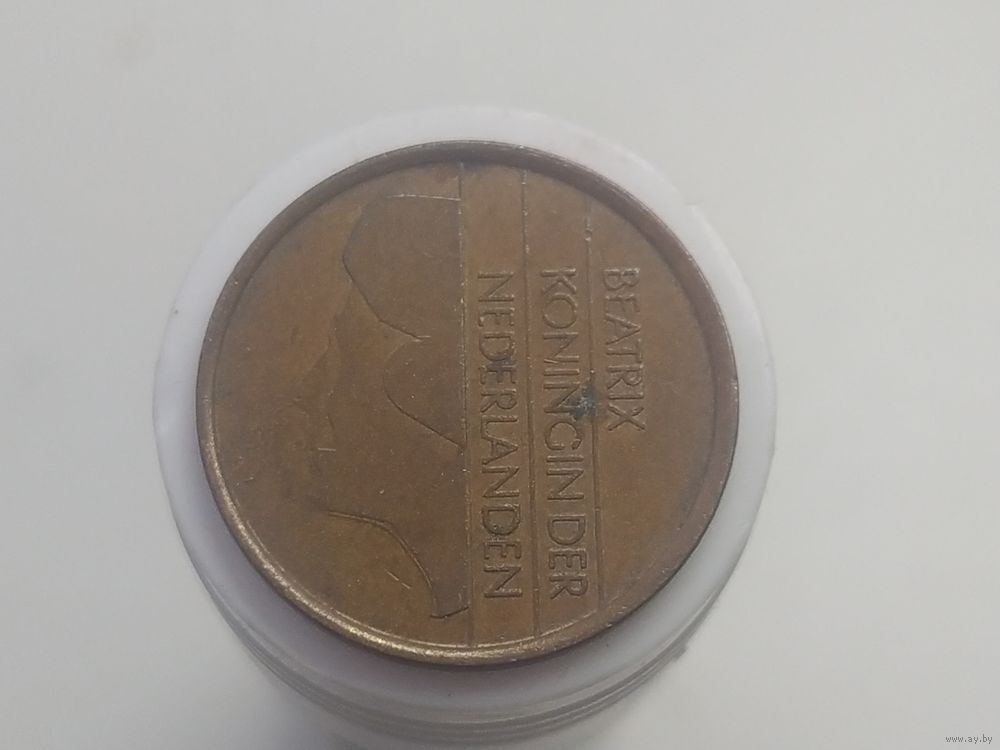 BEATRIX
KONINGIN DER
NEDERLANDEN
www.ay.by